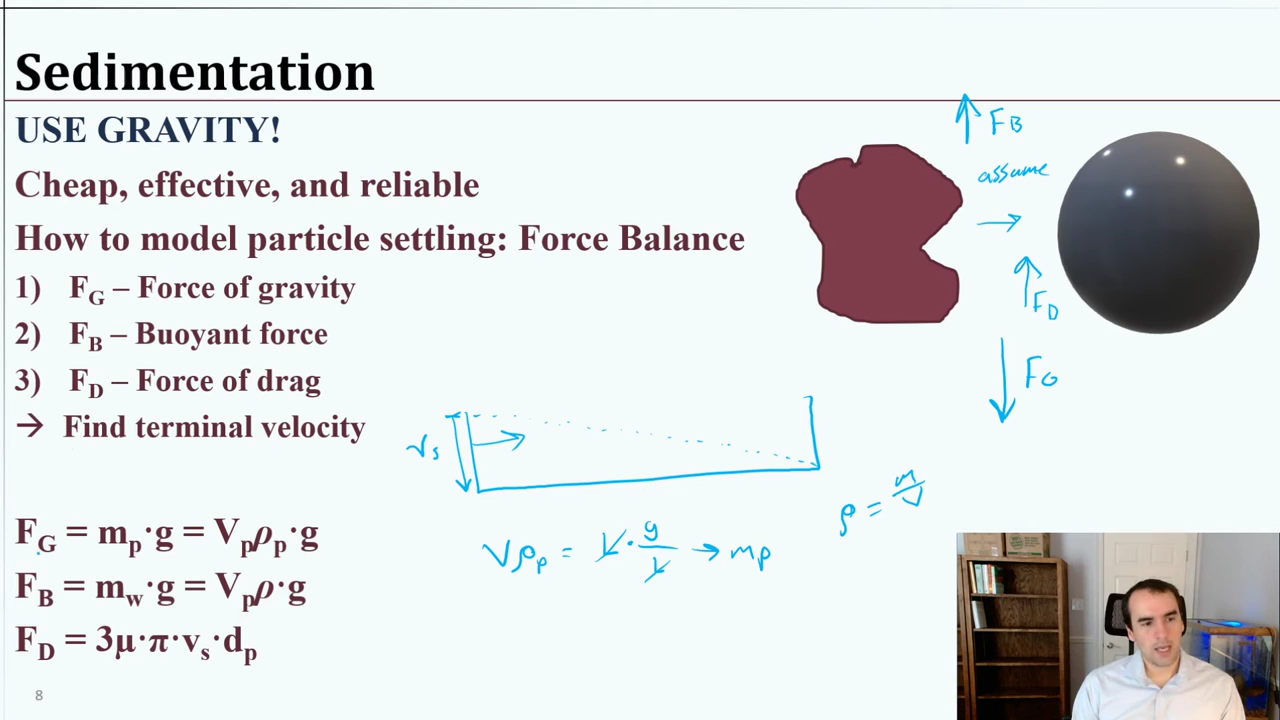 Sedimentation
USE GRAVITY!
Cheap, effective, and reliable
How to model particle settling: Force Balance
1) F_G – Force of gravity
2) F_B – Buoyant force
3) F_D – Force of drag
→ Find terminal velocity
F_G = m_p·g = V_pρ_p·g
F_B = m_w·g = V_pρ·g
F_D = 3μ·π·v_s·d_p
8
F_B
assume
F_D
F_G
v_s
ρ = m/V
Vρ_p = L · g/L → m_p